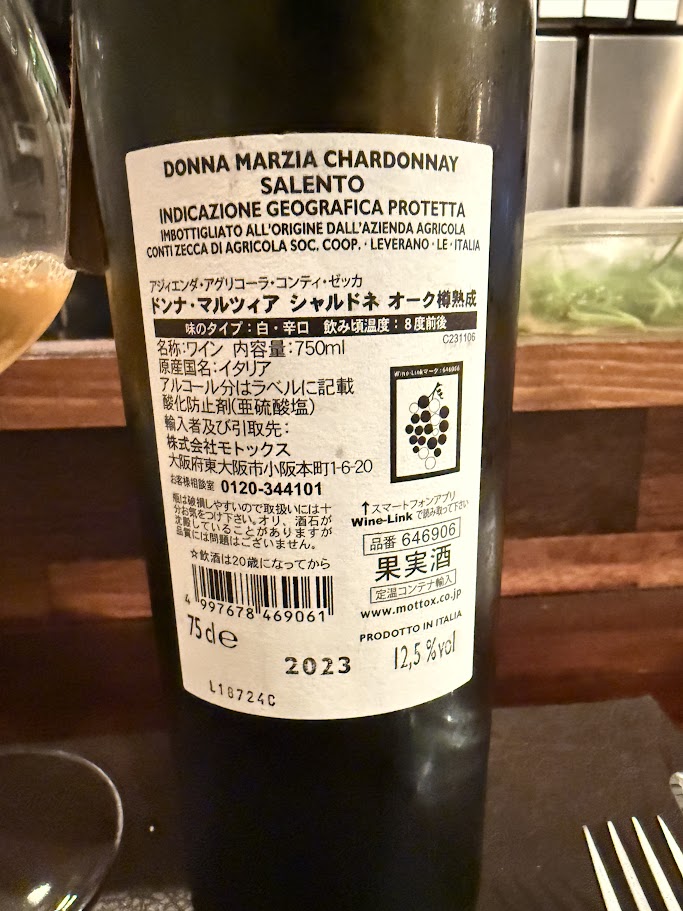 DONNA MARZIA CHARDONNAY
SALENTO
INDICAZIONE GEOGRAFICA PROTETTA
IMBOTTIGLIATO ALL'ORIGINE DALL'AZIENDA AGRICOLA
CONTI ZECCA DI AGRICOLA SOC. COOP. · LEVERANO · LE · ITALIA
アジィエンダ・アグリコーラ・コンティ・ゼッカ
ドンナ・マルツィア シャルドネ オーク樽熟成
味のタイプ:白・辛口 飲み頃温度:8度前後
C231106
名称:ワイン 内容量:750ml
原産国名:イタリア
アルコール分はラベルに記載
酸化防止剤(亜硫酸塩)
輸入者及び引取先:
株式会社モトックス
大阪府東大阪市小阪本町1-6-20
お客様相談室 0120-344101
瓶は破損しやすいので取扱いには十
分お気をつけ下さい。オリ、酒石が
沈殿していることがありますが
品質には問題はございません。
☆飲酒は20歳になってから
4 997678 469061
75 cl e
2023
L18724C
Wine-Linkマーク:646906
↑スマートフォンアプリ
Wine-Link で読み取って下さい
品番 646906
果実酒
定温コンテナ輸入
www.mottox.co.jp
PRODOTTO IN ITALIA
12,5 %vol